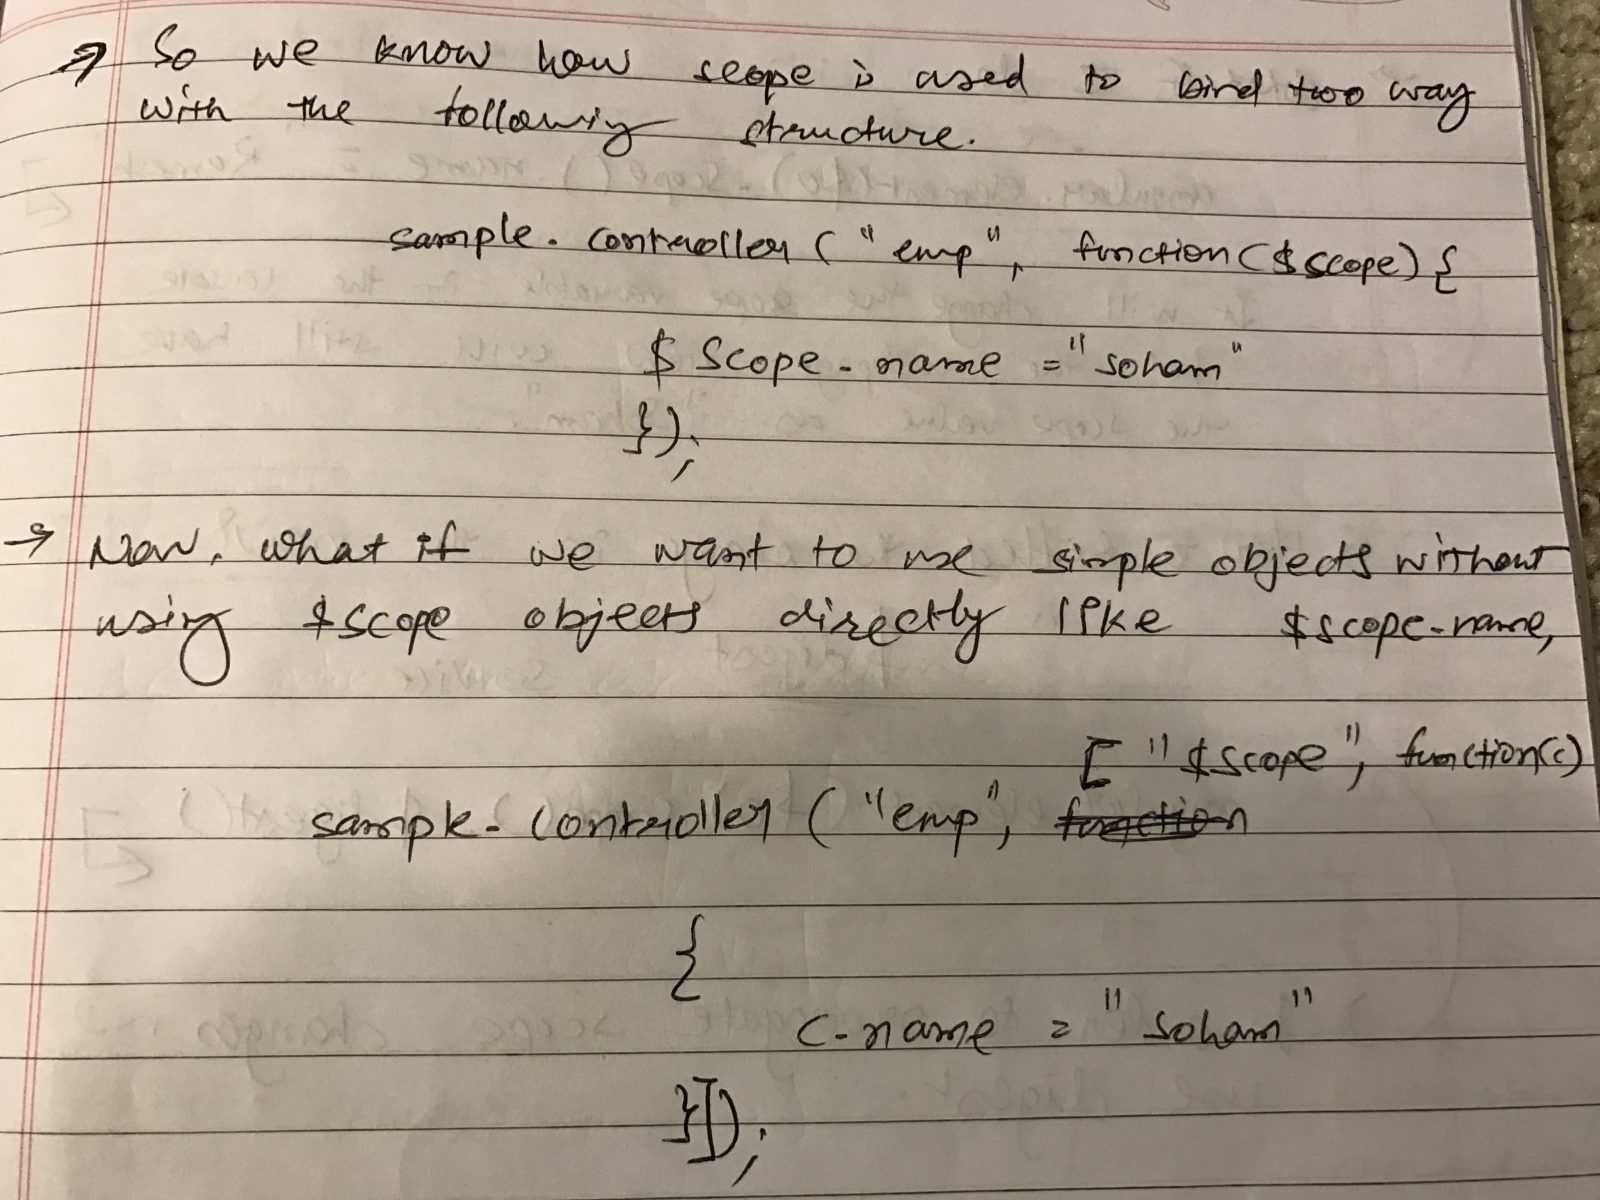 → So we know how scope is used to bind two way
with the following structure.
sample.controller ("emp", function($scope) {
$scope.name = "soham"
});
→ Now, what if we want to use simple objects without
using $scope objects directly like $scope.name,
["$scope", function(c)
sample.controller ("emp", function
{
c.name = "soham"
}]);